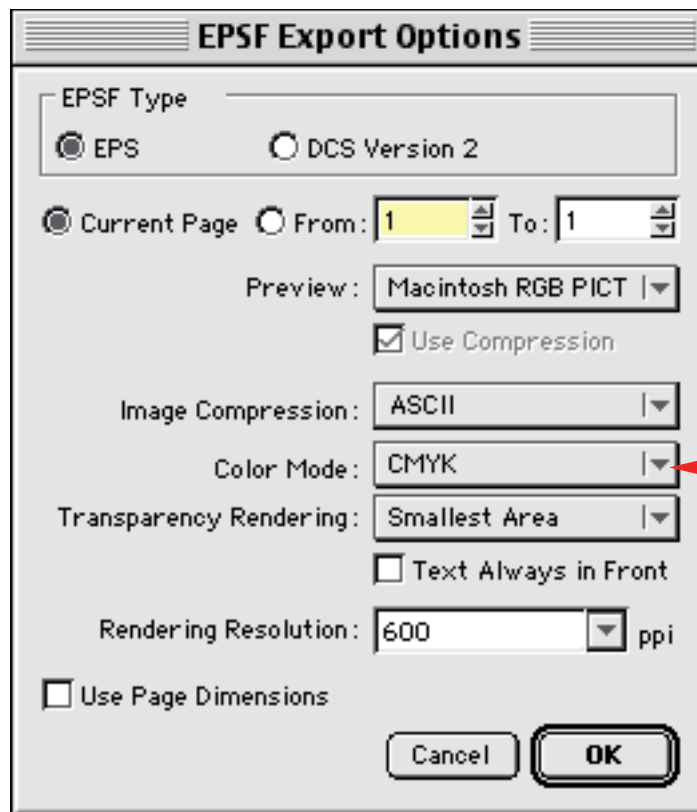 EPSF Export Options
EPSF Type
EPS DCS Version 2
Current Page From: 1 To: 1
Preview: Macintosh RGB PICT
Use Compression
Image Compression: ASCII
Color Mode: CMYK
Transparency Rendering: Smallest Area
Text Always in Front
Rendering Resolution: 600 ppi
Use Page Dimensions
Cancel OK